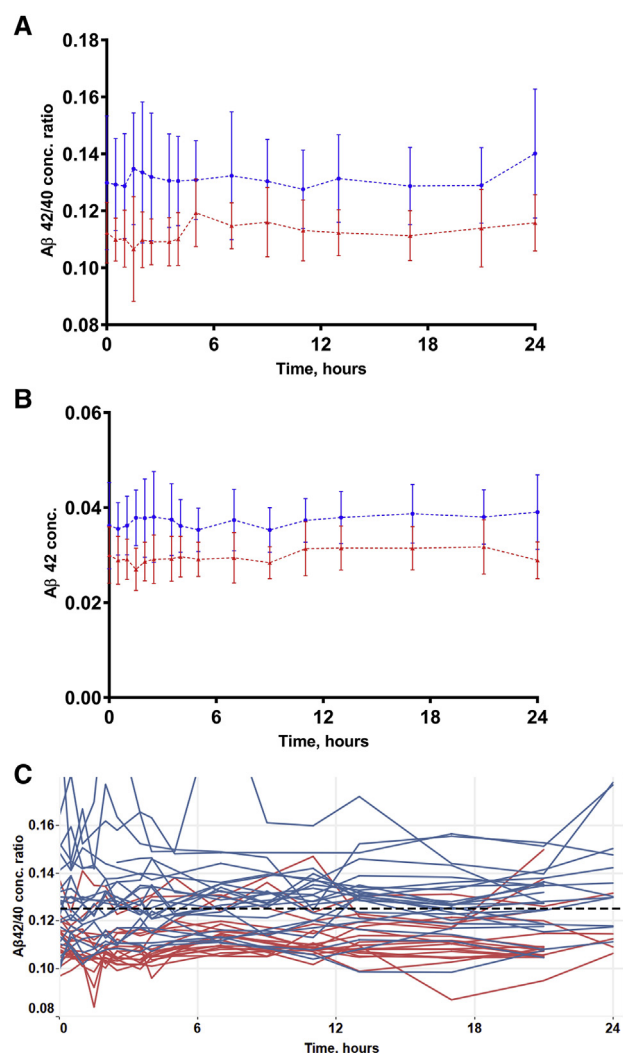 A
0.18
0.16
0.14
0.12
0.10
0.08
Aβ 42/40 conc. ratio
0 6 12 18 24
Time, hours
B
0.06
0.04
0.02
0.00
Aβ 42 conc.
0 6 12 18 24
Time, hours
C
0.16
0.14
0.12
0.10
0.08
Aβ42/40 conc. ratio
0 6 12 18 24
Time, hours